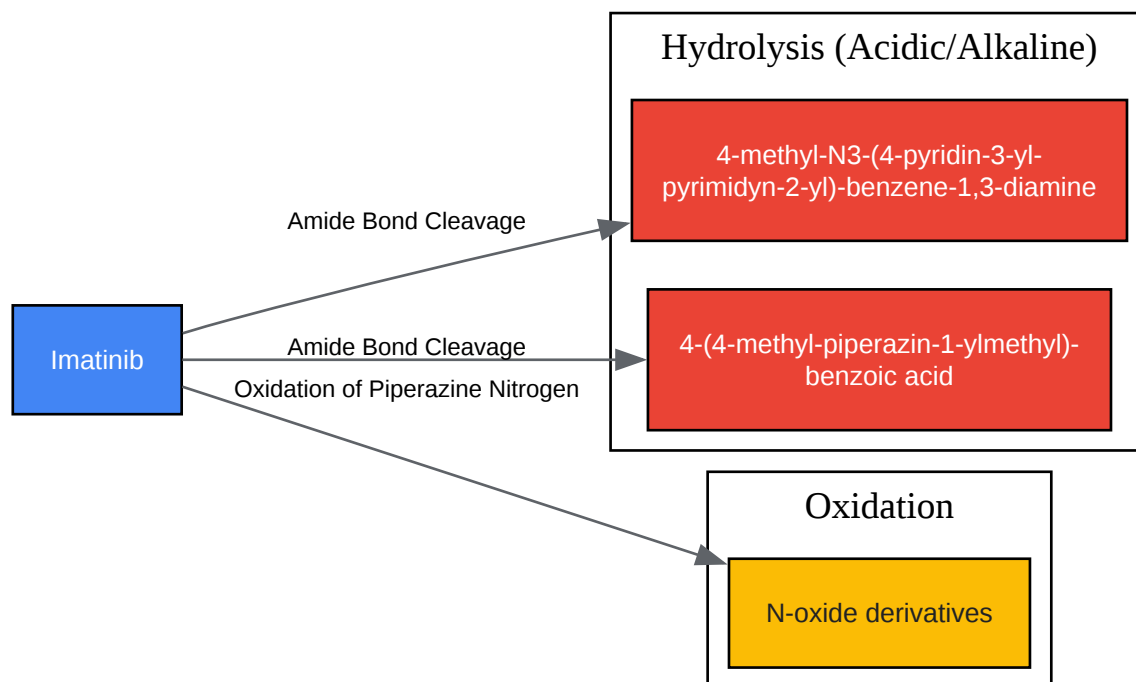 Hydrolysis (Acidic/Alkaline)
4-methyl-N3-(4-pyridin-3-yl-
pyrimidyn-2-yl)-benzene-1,3-diamine
Amide Bond Cleavage
Imatinib
Amide Bond Cleavage
4-(4-methyl-piperazin-1-ylmethyl)-
benzoic acid
Oxidation of Piperazine Nitrogen
Oxidation
N-oxide derivatives